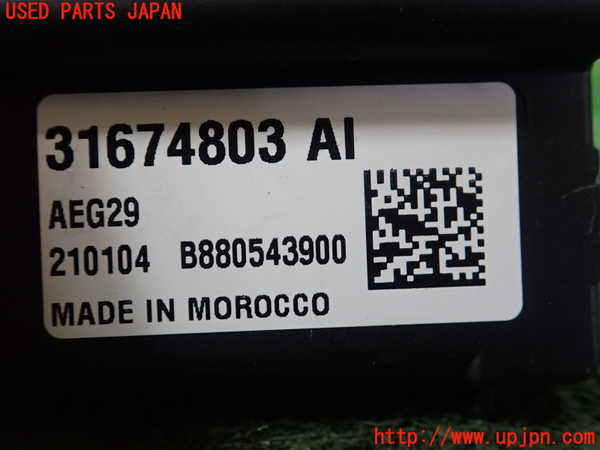 USED PARTS JAPAN
31674803 AI
AEG29
210104 B880543900
MADE IN MOROCCO
http://www.upjpn.com/